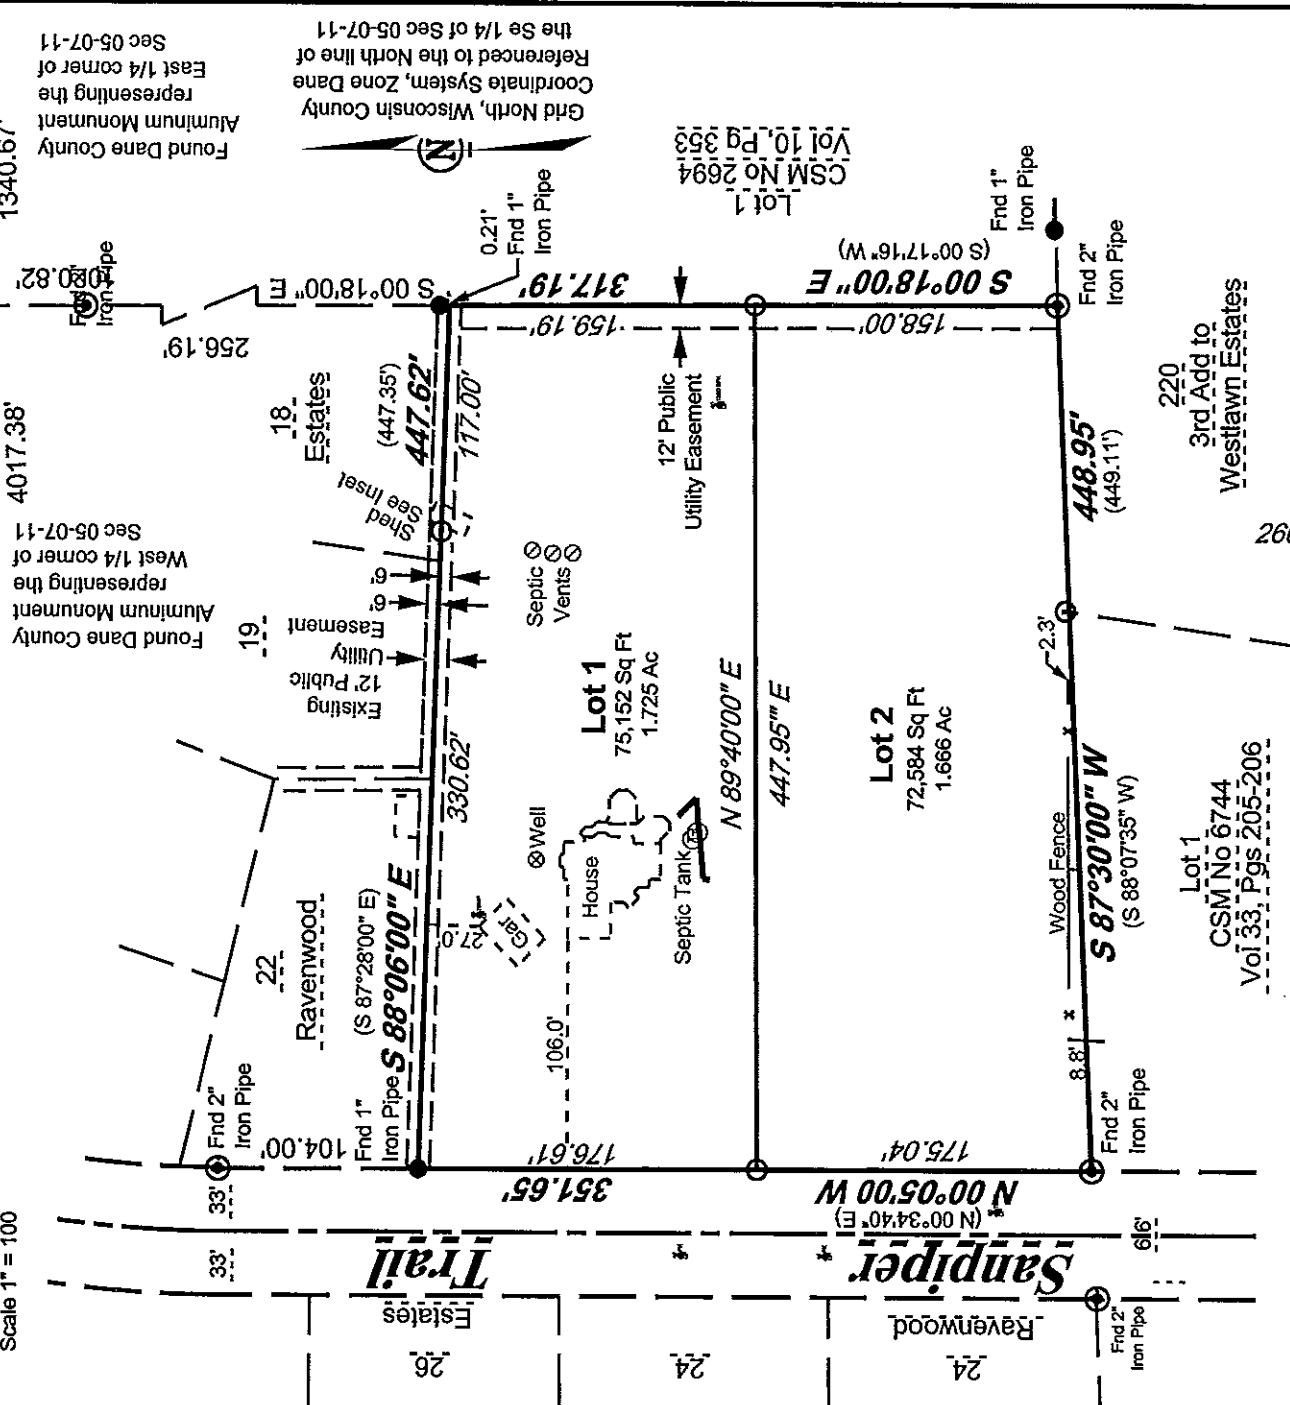 Found Dane County
Aluminum Monument
representing the
East 1/4 corner of
Sec 05-07-11
Grid North, Wisconsin County
Coordinate System, Zone Dane
Referenced to the North line of
the Se 1/4 of Sec 05-07-11
N
1340.67'
4017.38'
Found Dane County
Aluminum Monument
representing the
West 1/4 corner of
Sec 05-07-11
Scale 1" = 100
Iron Pipe
256.19'
S 00°18'00" E
0.21'
Fnd 1"
Iron Pipe
Lot 1
CSM No 2694
Vol 10, Pg 353
Fnd 1"
Iron Pipe
317.19'
S 00°18'00" E
(S 00°17'16" W)
159.19'
158.00'
Fnd 2"
Iron Pipe
18
Estates
(447.35')
447.62'
117.00'
Shed
See Inset
12' Public
Utility Easement
448.95'
(449.11')
220
3rd Add to
Westlawn Estates
19
Existing
12' Public
Utility
Easement
6'
6'
Septic
Vents
Lot 1
75,152 Sq Ft
1.725 Ac
N 89°40'00" E
447.95'" E
Lot 2
72,584 Sq Ft
1.666 Ac
2.3'
330.62'
Well
House
Septic Tank
Gar
27.0'
106.0'
Wood Fence
x
x
S 87°30'00" W
(S 88°07'35" W)
8.8'
Lot 1
CSM No 6744
Vol 33, Pgs 205-206
22
Ravenwood
(S 87°28'00" E)
S 88°06'00" E
Fnd 2"
Iron Pipe
104.00'
Fnd 1"
Iron Pipe
176.61'
351.65'
175.04'
N 00°05'00 W
(N 00°34'40" E)
Fnd 2"
Iron Pipe
33'
33'
66'
Sanpiper
Trail
Ravenwood
Estates
Fnd 2"
Iron Pipe
24
24
26